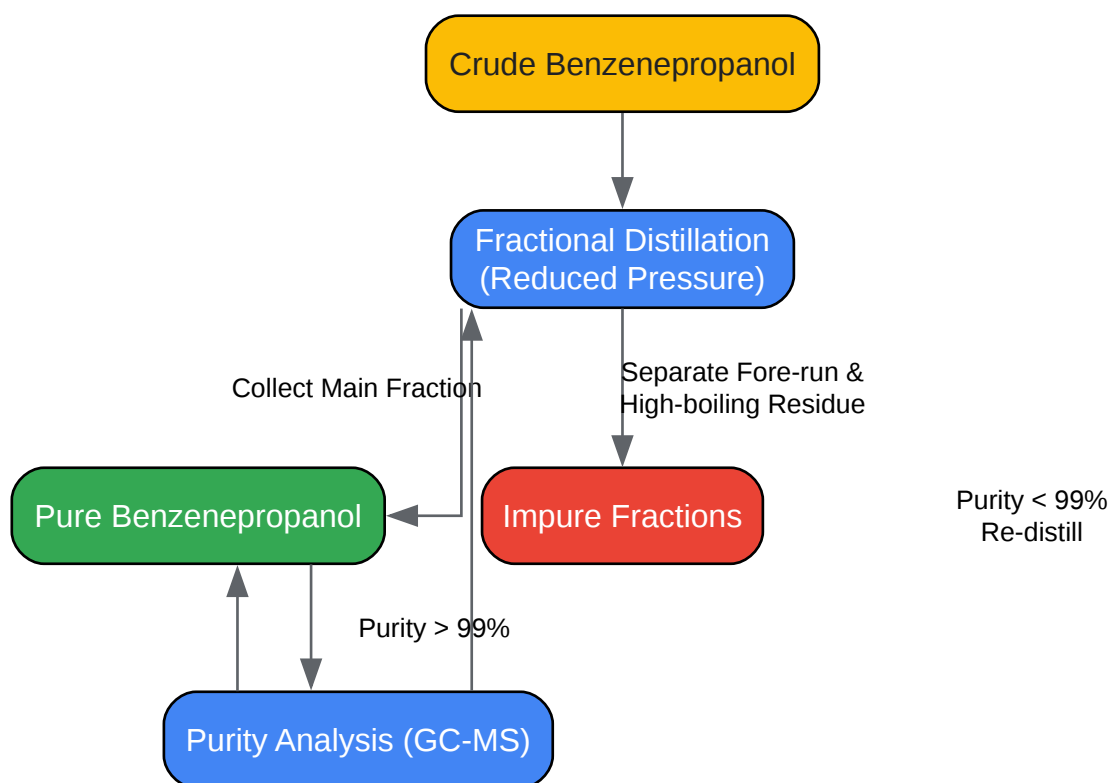 Crude Benzenepropanol
Fractional Distillation
(Reduced Pressure)
Collect Main Fraction
Separate Fore-run &
High-boiling Residue
Pure Benzenepropanol
Impure Fractions
Purity < 99%
Re-distill
Purity > 99%
Purity Analysis (GC-MS)